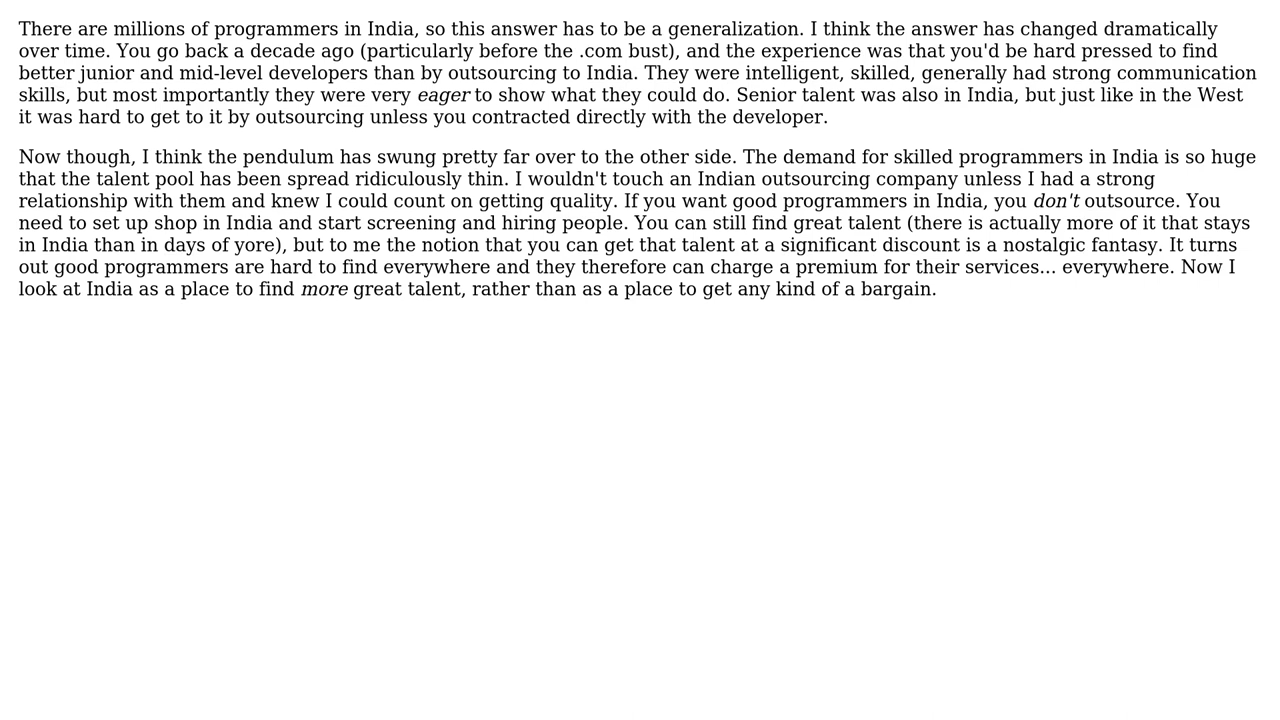 There are millions of programmers in India, so this answer has to be a generalization. I think the answer has changed dramatically
over time. You go back a decade ago (particularly before the .com bust), and the experience was that you'd be hard pressed to find
better junior and mid-level developers than by outsourcing to India. They were intelligent, skilled, generally had strong communication
skills, but most importantly they were very eager to show what they could do. Senior talent was also in India, but just like in the West
it was hard to get to it by outsourcing unless you contracted directly with the developer.
Now though, I think the pendulum has swung pretty far over to the other side. The demand for skilled programmers in India is so huge
that the talent pool has been spread ridiculously thin. I wouldn't touch an Indian outsourcing company unless I had a strong
relationship with them and knew I could count on getting quality. If you want good programmers in India, you don't outsource. You
need to set up shop in India and start screening and hiring people. You can still find great talent (there is actually more of it that stays
in India than in days of yore), but to me the notion that you can get that talent at a significant discount is a nostalgic fantasy. It turns
out good programmers are hard to find everywhere and they therefore can charge a premium for their services... everywhere. Now I
look at India as a place to find more great talent, rather than as a place to get any kind of a bargain.